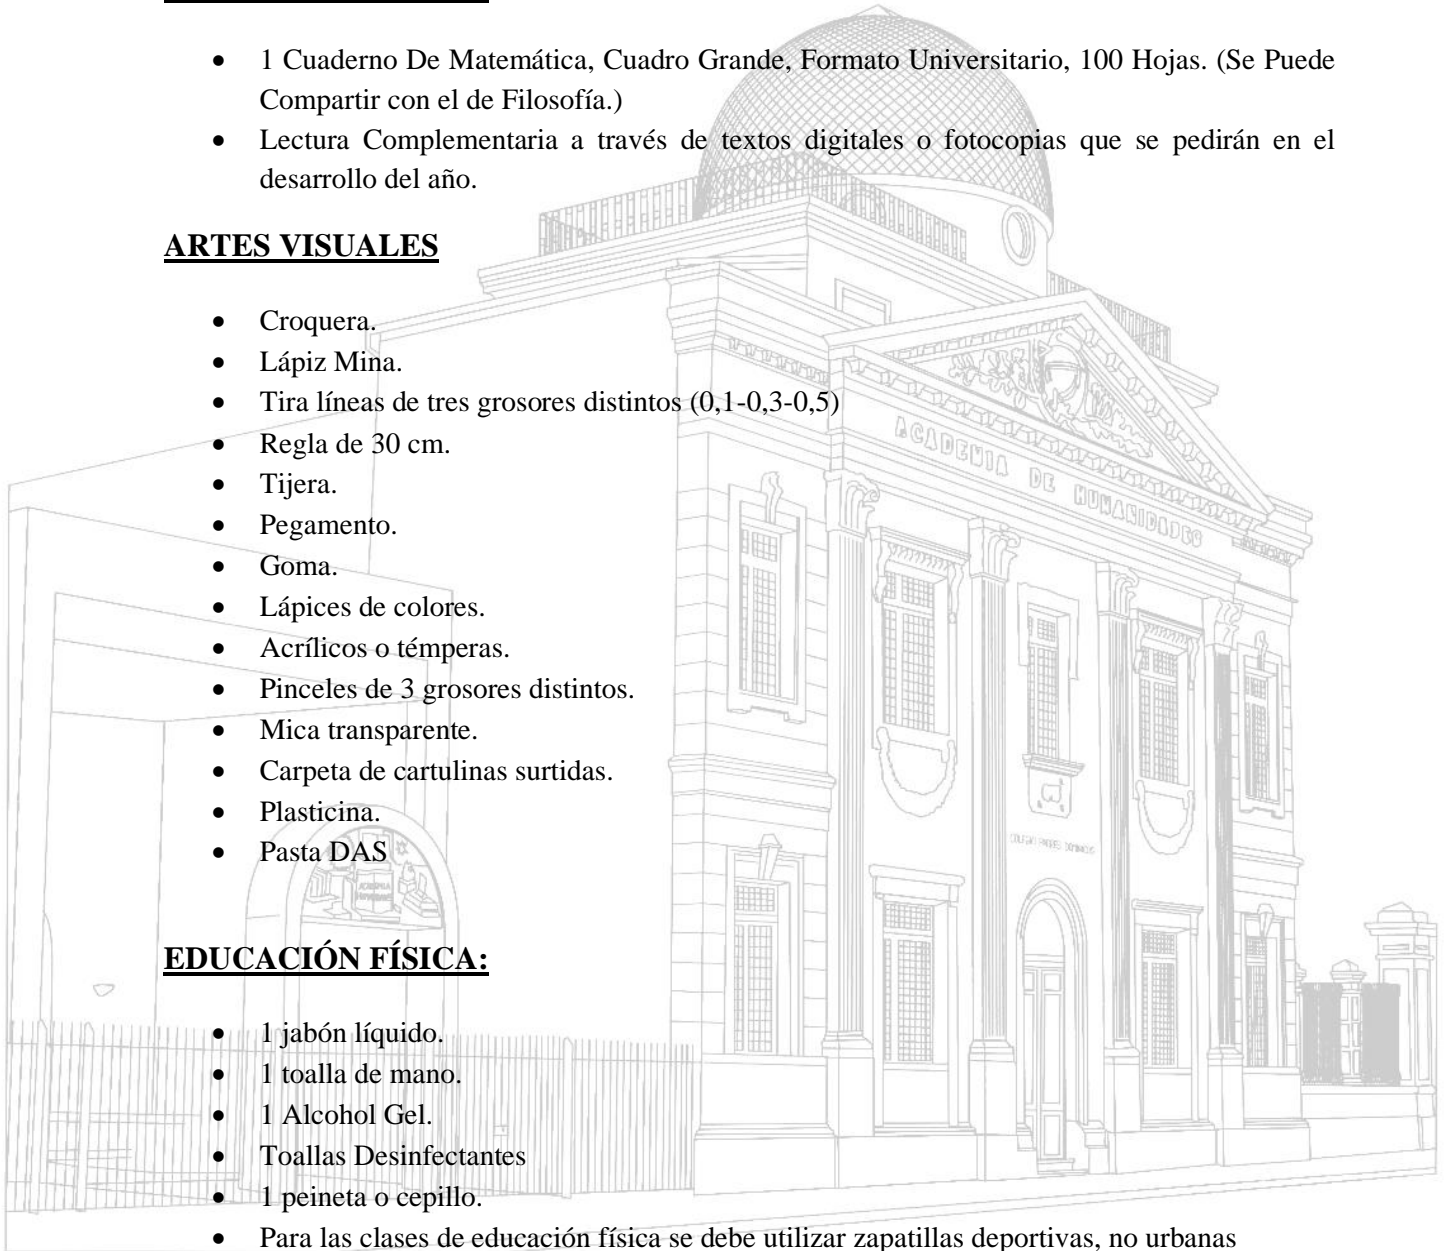 • 1 Cuaderno De Matemática, Cuadro Grande, Formato Universitario, 100 Hojas. (Se Puede
Compartir con el de Filosofía.)
• Lectura Complementaria a través de textos digitales o fotocopias que se pedirán en el
desarrollo del año.
ARTES VISUALES
• Croquera.
• Lápiz Mina.
• Tira líneas de tres grosores distintos (0,1-0,3-0,5)
• Regla de 30 cm.
• Tijera.
• Pegamento.
• Goma.
• Lápices de colores.
• Acrílicos o témperas.
• Pinceles de 3 grosores distintos.
• Mica transparente.
• Carpeta de cartulinas surtidas.
• Plasticina.
• Pasta DAS
EDUCACIÓN FÍSICA:
• 1 jabón líquido.
• 1 toalla de mano.
• 1 Alcohol Gel.
• Toallas Desinfectantes
• 1 peineta o cepillo.
• Para las clases de educación física se debe utilizar zapatillas deportivas, no urbanas
ACADEMIA DE HUMANIDADES